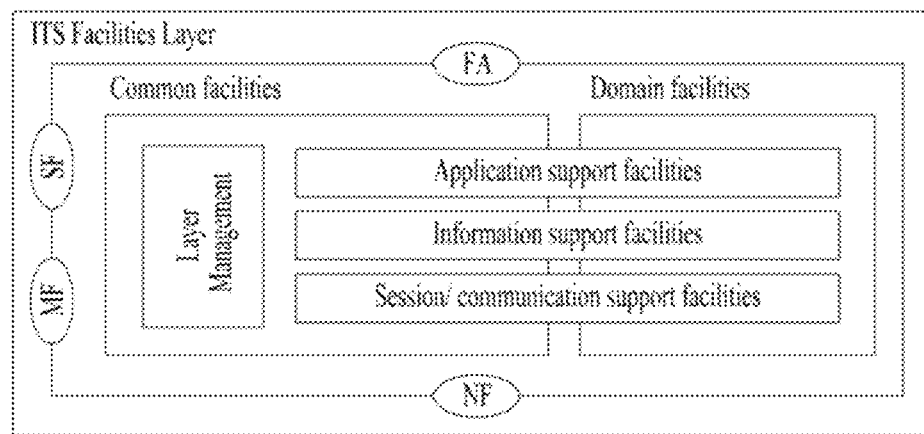 ITS Facilities Layer
FA
Common facilities
Domain facilities
SF
MF
Layer
Management
Application support facilities
Information support facilities
Session/ communication support facilities
NF